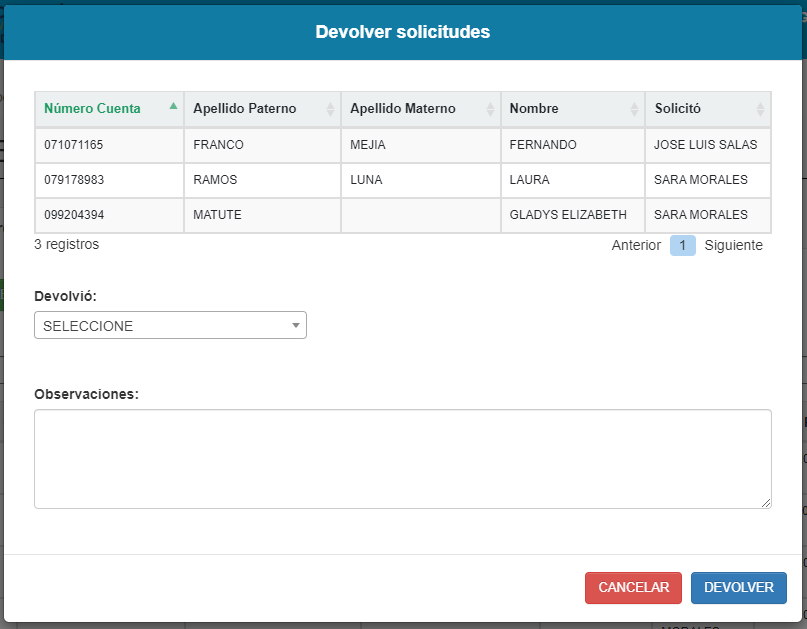 Devolver solicitudes
Número Cuenta Apellido Paterno Apellido Materno Nombre Solicitó
071071165 FRANCO MEJIA FERNANDO JOSE LUIS SALAS
079178983 RAMOS LUNA LAURA SARA MORALES
099204394 MATUTE GLADYS ELIZABETH SARA MORALES
3 registros Anterior 1 Siguiente
Devolvió:
SELECCIONE
Observaciones:
CANCELAR DEVOLVER